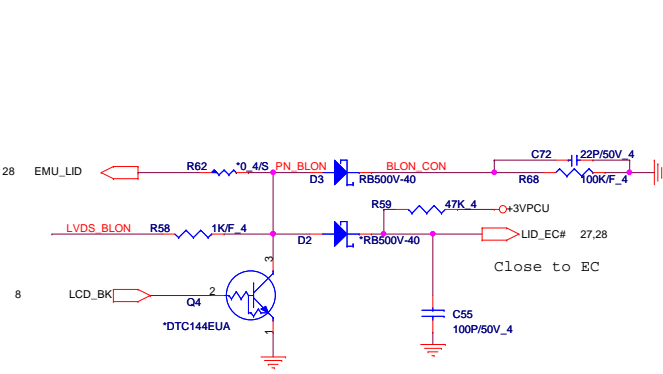 C72 22P/50V_4
28 EMU_LID R62 *0_4/S PN_BLON D3 RB500V-40 BLON_CON R68 100K/F_4
R59 47K_4 +3VPCU
LVDS_BLON R58 1K/F_4 D2 *RB500V-40 LID_EC# 27,28
Close to EC
3
8 LCD_BK 2 Q4
*DTC144EUA 1
C55
100P/50V_4